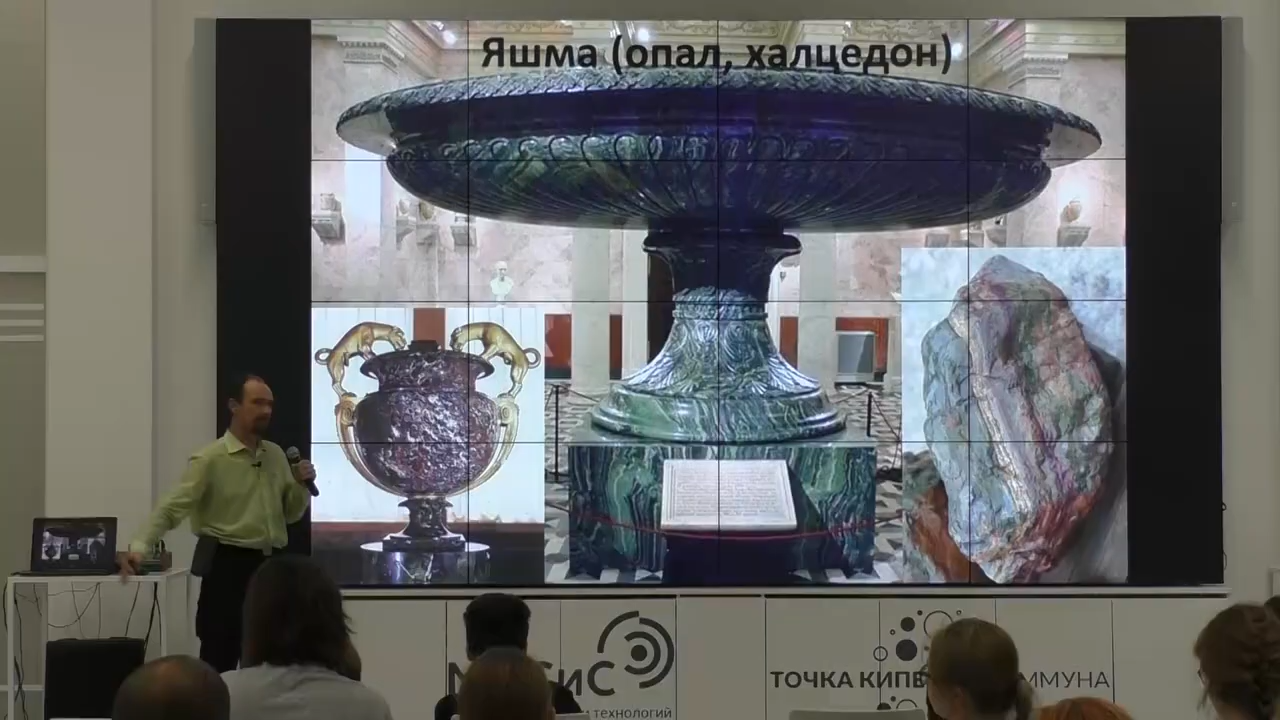 Яшма (опал, халцедон)
СиС
и технологий
ТОЧКА КИП
ММУНА